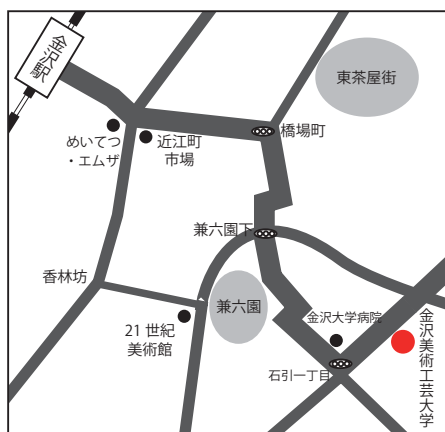 金沢駅
東茶屋街
橋場町
めいてつ
・エムザ
近江町
市場
兼六園下
香林坊
兼六園
21 世紀
美術館
金沢大学病院
石引一丁目
金沢美術工芸大学